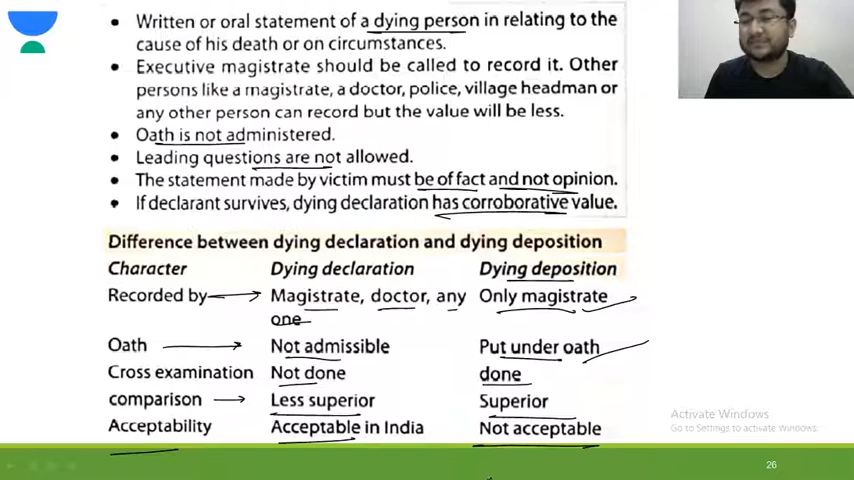 • Written or oral statement of a dying person in relating to the
cause of his death or on circumstances.
• Executive magistrate should be called to record it. Other
persons like a magistrate, a doctor, police, village headman or
any other person can record but the value will be less.
• Oath is not administered.
• Leading questions are not allowed.
• The statement made by victim must be of fact and not opinion.
• If declarant survives, dying declaration has corroborative value.
Difference between dying declaration and dying deposition
Character Dying declaration Dying deposition
Recorded by Magistrate, doctor, any Only magistrate
one
Oath Not admissible Put under oath
Cross examination Not done done
comparison Less superior Superior
Acceptability Acceptable in India Not acceptable
Activate Windows
Go to Settings to activate Windows.
26